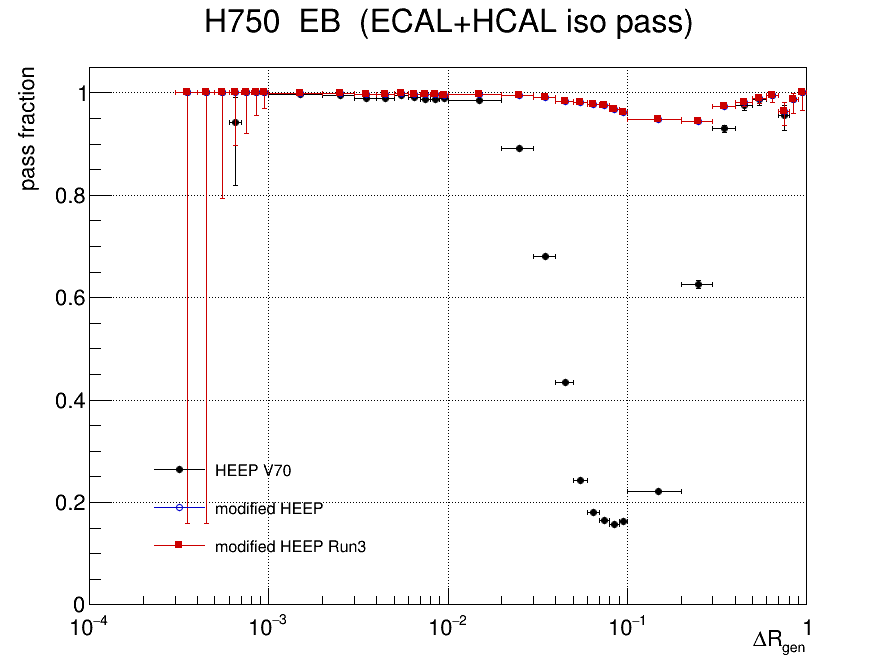 H750 EB (ECAL+HCAL iso pass)
pass fraction
1
0.8
0.6
0.4
0.2
0
HEEP V70
modified HEEP
modified HEEP Run3
10⁻⁴ 10⁻³ 10⁻² 10⁻¹ 1
ΔR_gen